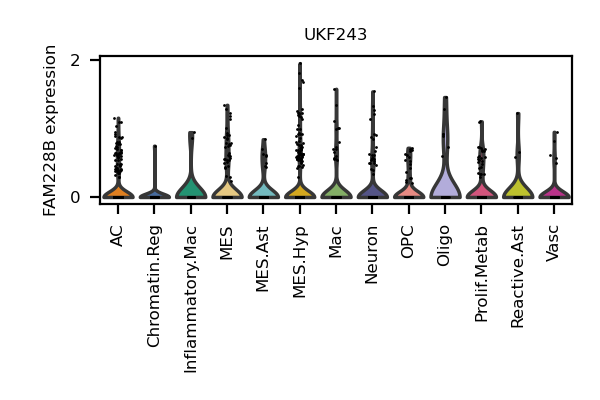 UKF243
FAM228B expression
2
0
AC
Chromatin.Reg
Inflammatory.Mac
MES
MES.Ast
MES.Hyp
Mac
Neuron
OPC
Oligo
Prolif.Metab
Reactive.Ast
Vasc